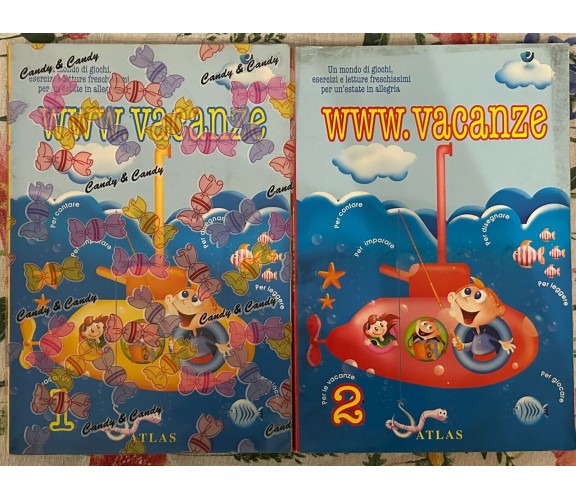 Candy & Candy
Candy & Candy
Un mondo di giochi,
esercizi e letture freschissimi
per un'estate in allegria
www.vacanze
Candy & Candy
Per contare
Per imparare
Per disegnare
Per leggere
Candy & Candy
Candy & Candy
1
Candy & Candy
ATLAS
Un mondo di giochi,
esercizi e letture freschissimi
per un'estate in allegria
www.vacanze
Per contare
Per imparare
Per disegnare
Per leggere
Per le vacanze
Per giocare
2
ATLAS